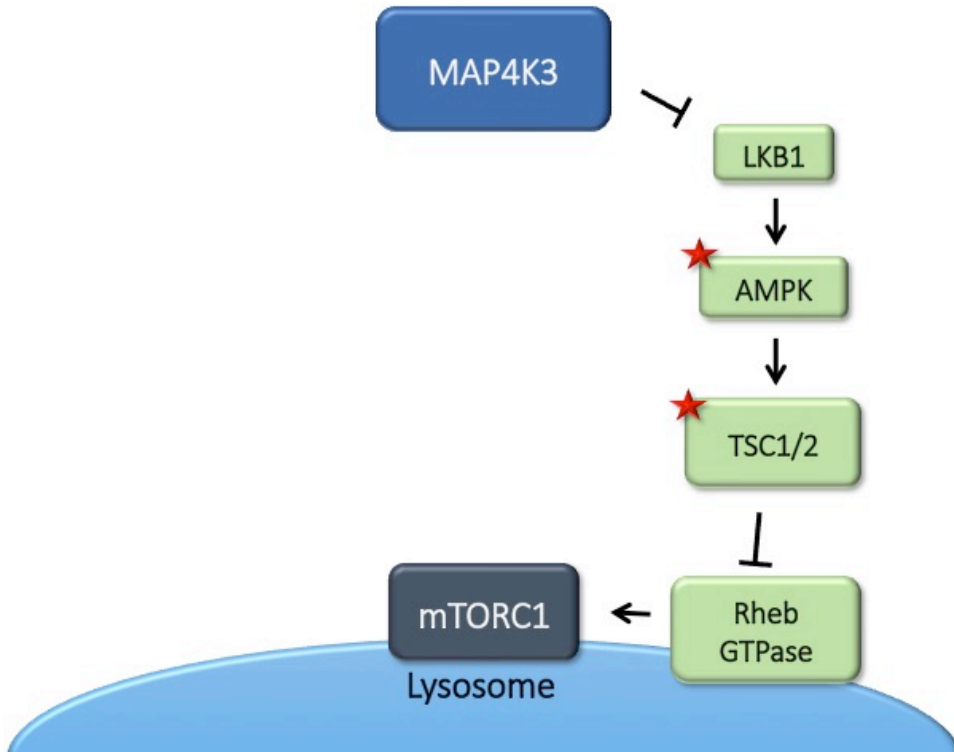 MAP4K3
LKB1
AMPK
TSC1/2
Rheb
GTPase
mTORC1
Lysosome